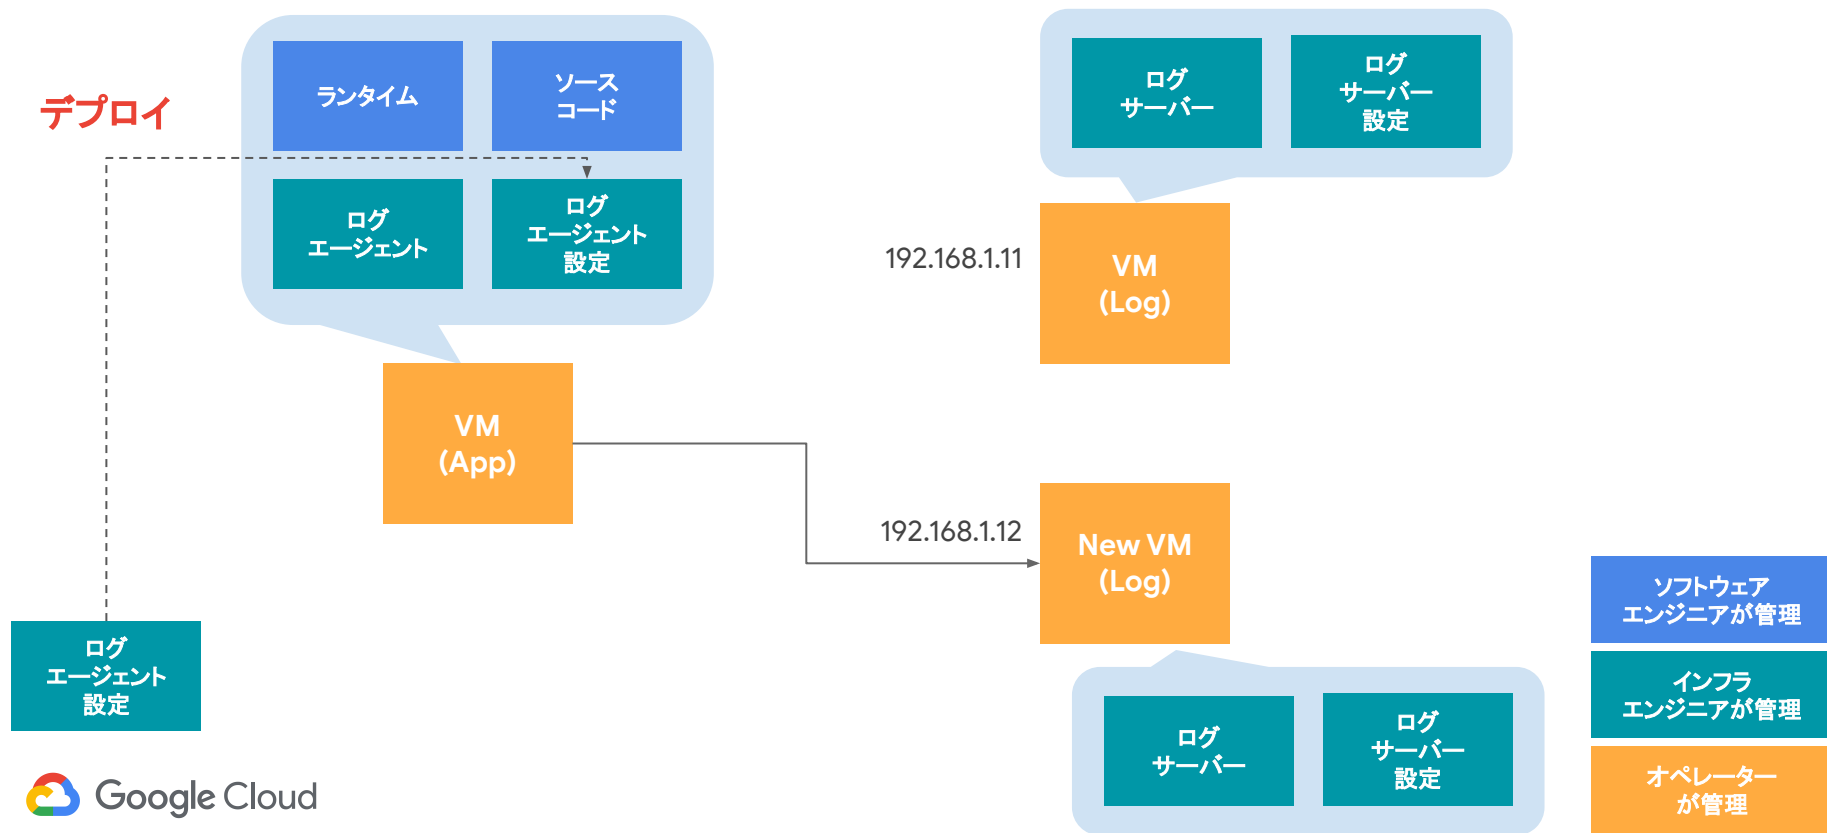 デプロイ
ランタイム
ソース
コード
ログ
エージェント
ログ
エージェント
設定
VM
(App)
ログ
サーバー
ログ
サーバー
設定
192.168.1.11
VM
(Log)
192.168.1.12
New VM
(Log)
ログ
サーバー
ログ
サーバー
設定
ログ
エージェント
設定
ソフトウェア
エンジニアが管理
インフラ
エンジニアが管理
オペレーター
が管理
Google Cloud